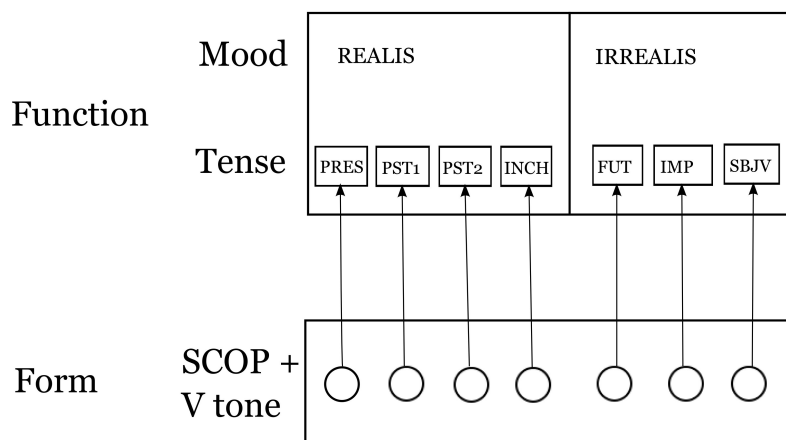 Mood REALIS IRREALIS
Function
Tense PRES PST1 PST2 INCH FUT IMP SBJV
SCOP +
Form
V tone